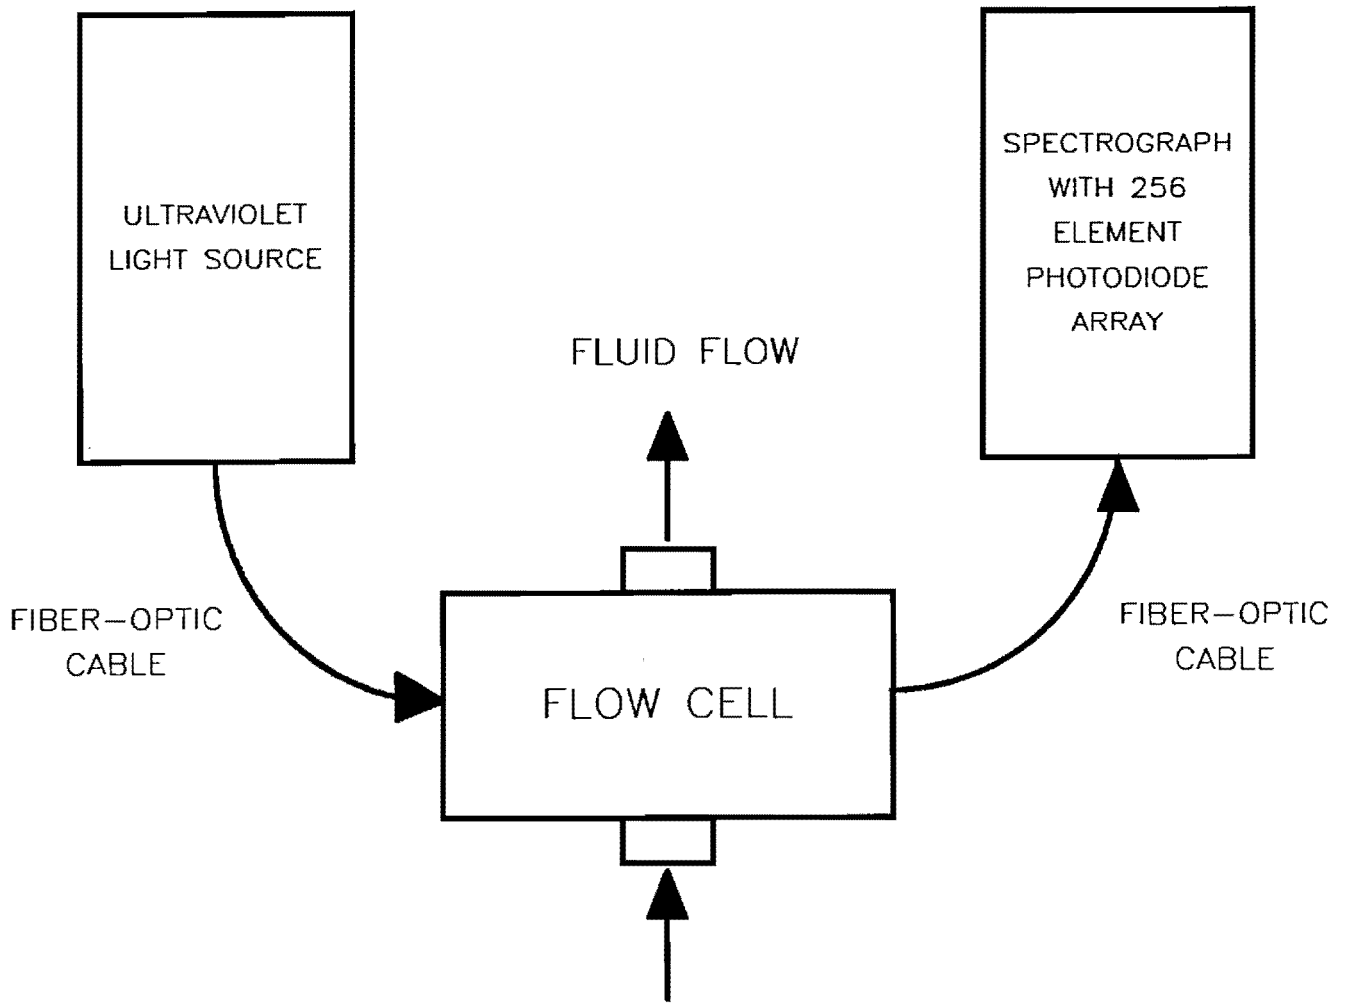 ULTRAVIOLET
LIGHT SOURCE
SPECTROGRAPH
WITH 256
ELEMENT
PHOTODIODE
ARRAY
FLUID FLOW
FIBER-OPTIC
CABLE
FIBER-OPTIC
CABLE
FLOW CELL